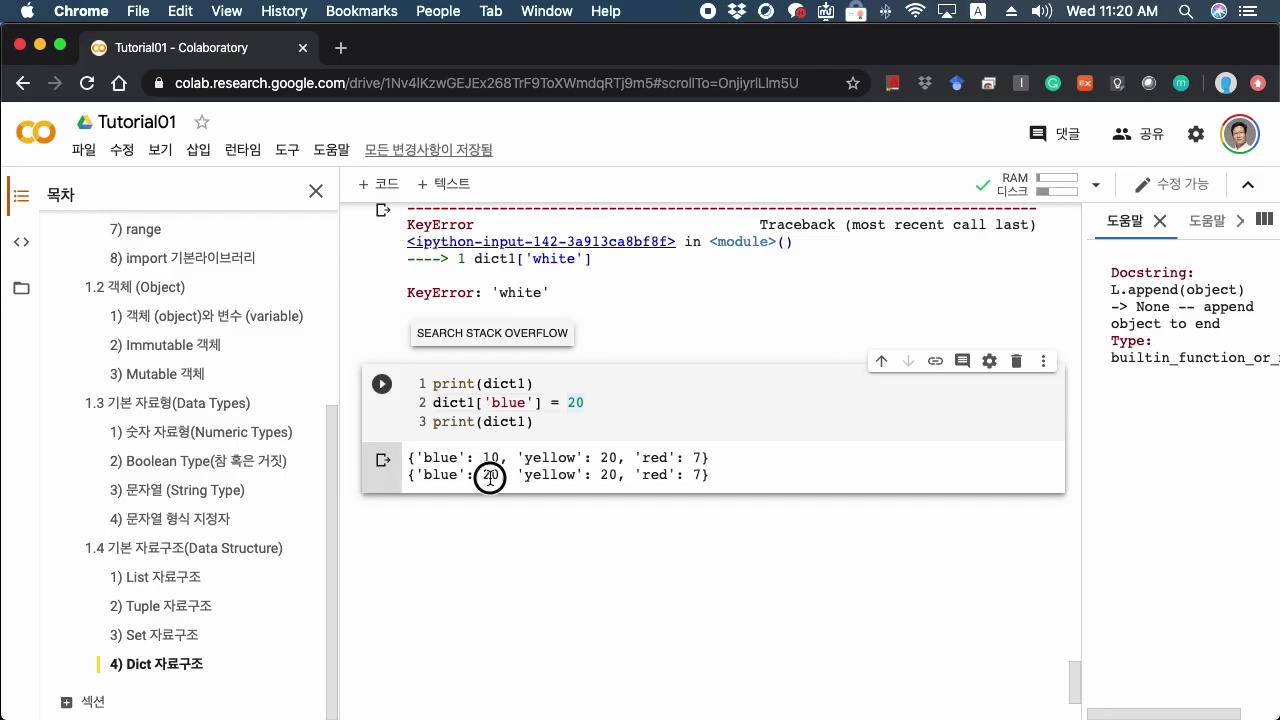 Chrome File Edit View History Bookmarks People Tab Window Help A Wed 11:20 AM
Tutorial01 - Colaboratory
colab.research.google.com/drive/1Nv4lKzwGEJEx268TrF9ToXWmdqRTj9m5#scrollTo=OnjiyrlLlm5U
Tutorial01
댓글 공유
파일 수정 보기 삽입 런타임 도구 도움말 모든 변경사항이 저장됨
목차
+ 코드 + 텍스트
RAM
디스크
수정 가능
7) range
8) import 기본라이브러리
1.2 객체 (Object)
1) 객체 (object)와 변수 (variable)
2) Immutable 객체
3) Mutable 객체
1.3 기본 자료형(Data Types)
1) 숫자 자료형(Numeric Types)
2) Boolean Type(참 혹은 거짓)
3) 문자열 (String Type)
4) 문자열 형식 지정자
1.4 기본 자료구조(Data Structure)
1) List 자료구조
2) Tuple 자료구조
3) Set 자료구조
4) Dict 자료구조
섹션
---------------------------------------------------------------------------
KeyError Traceback (most recent call last)
<ipython-input-142-3a913ca8bf8f> in <module>()
----> 1 dict1['white']
KeyError: 'white'
SEARCH STACK OVERFLOW
1 print(dict1)
2 dict1['blue'] = 20
3 print(dict1)
{'blue': 10, 'yellow': 20, 'red': 7}
{'blue': 20, 'yellow': 20, 'red': 7}
도움말 도움말
Docstring:
L.append(object)
-> None -- append
object to end
Type:
builtin_function_or_